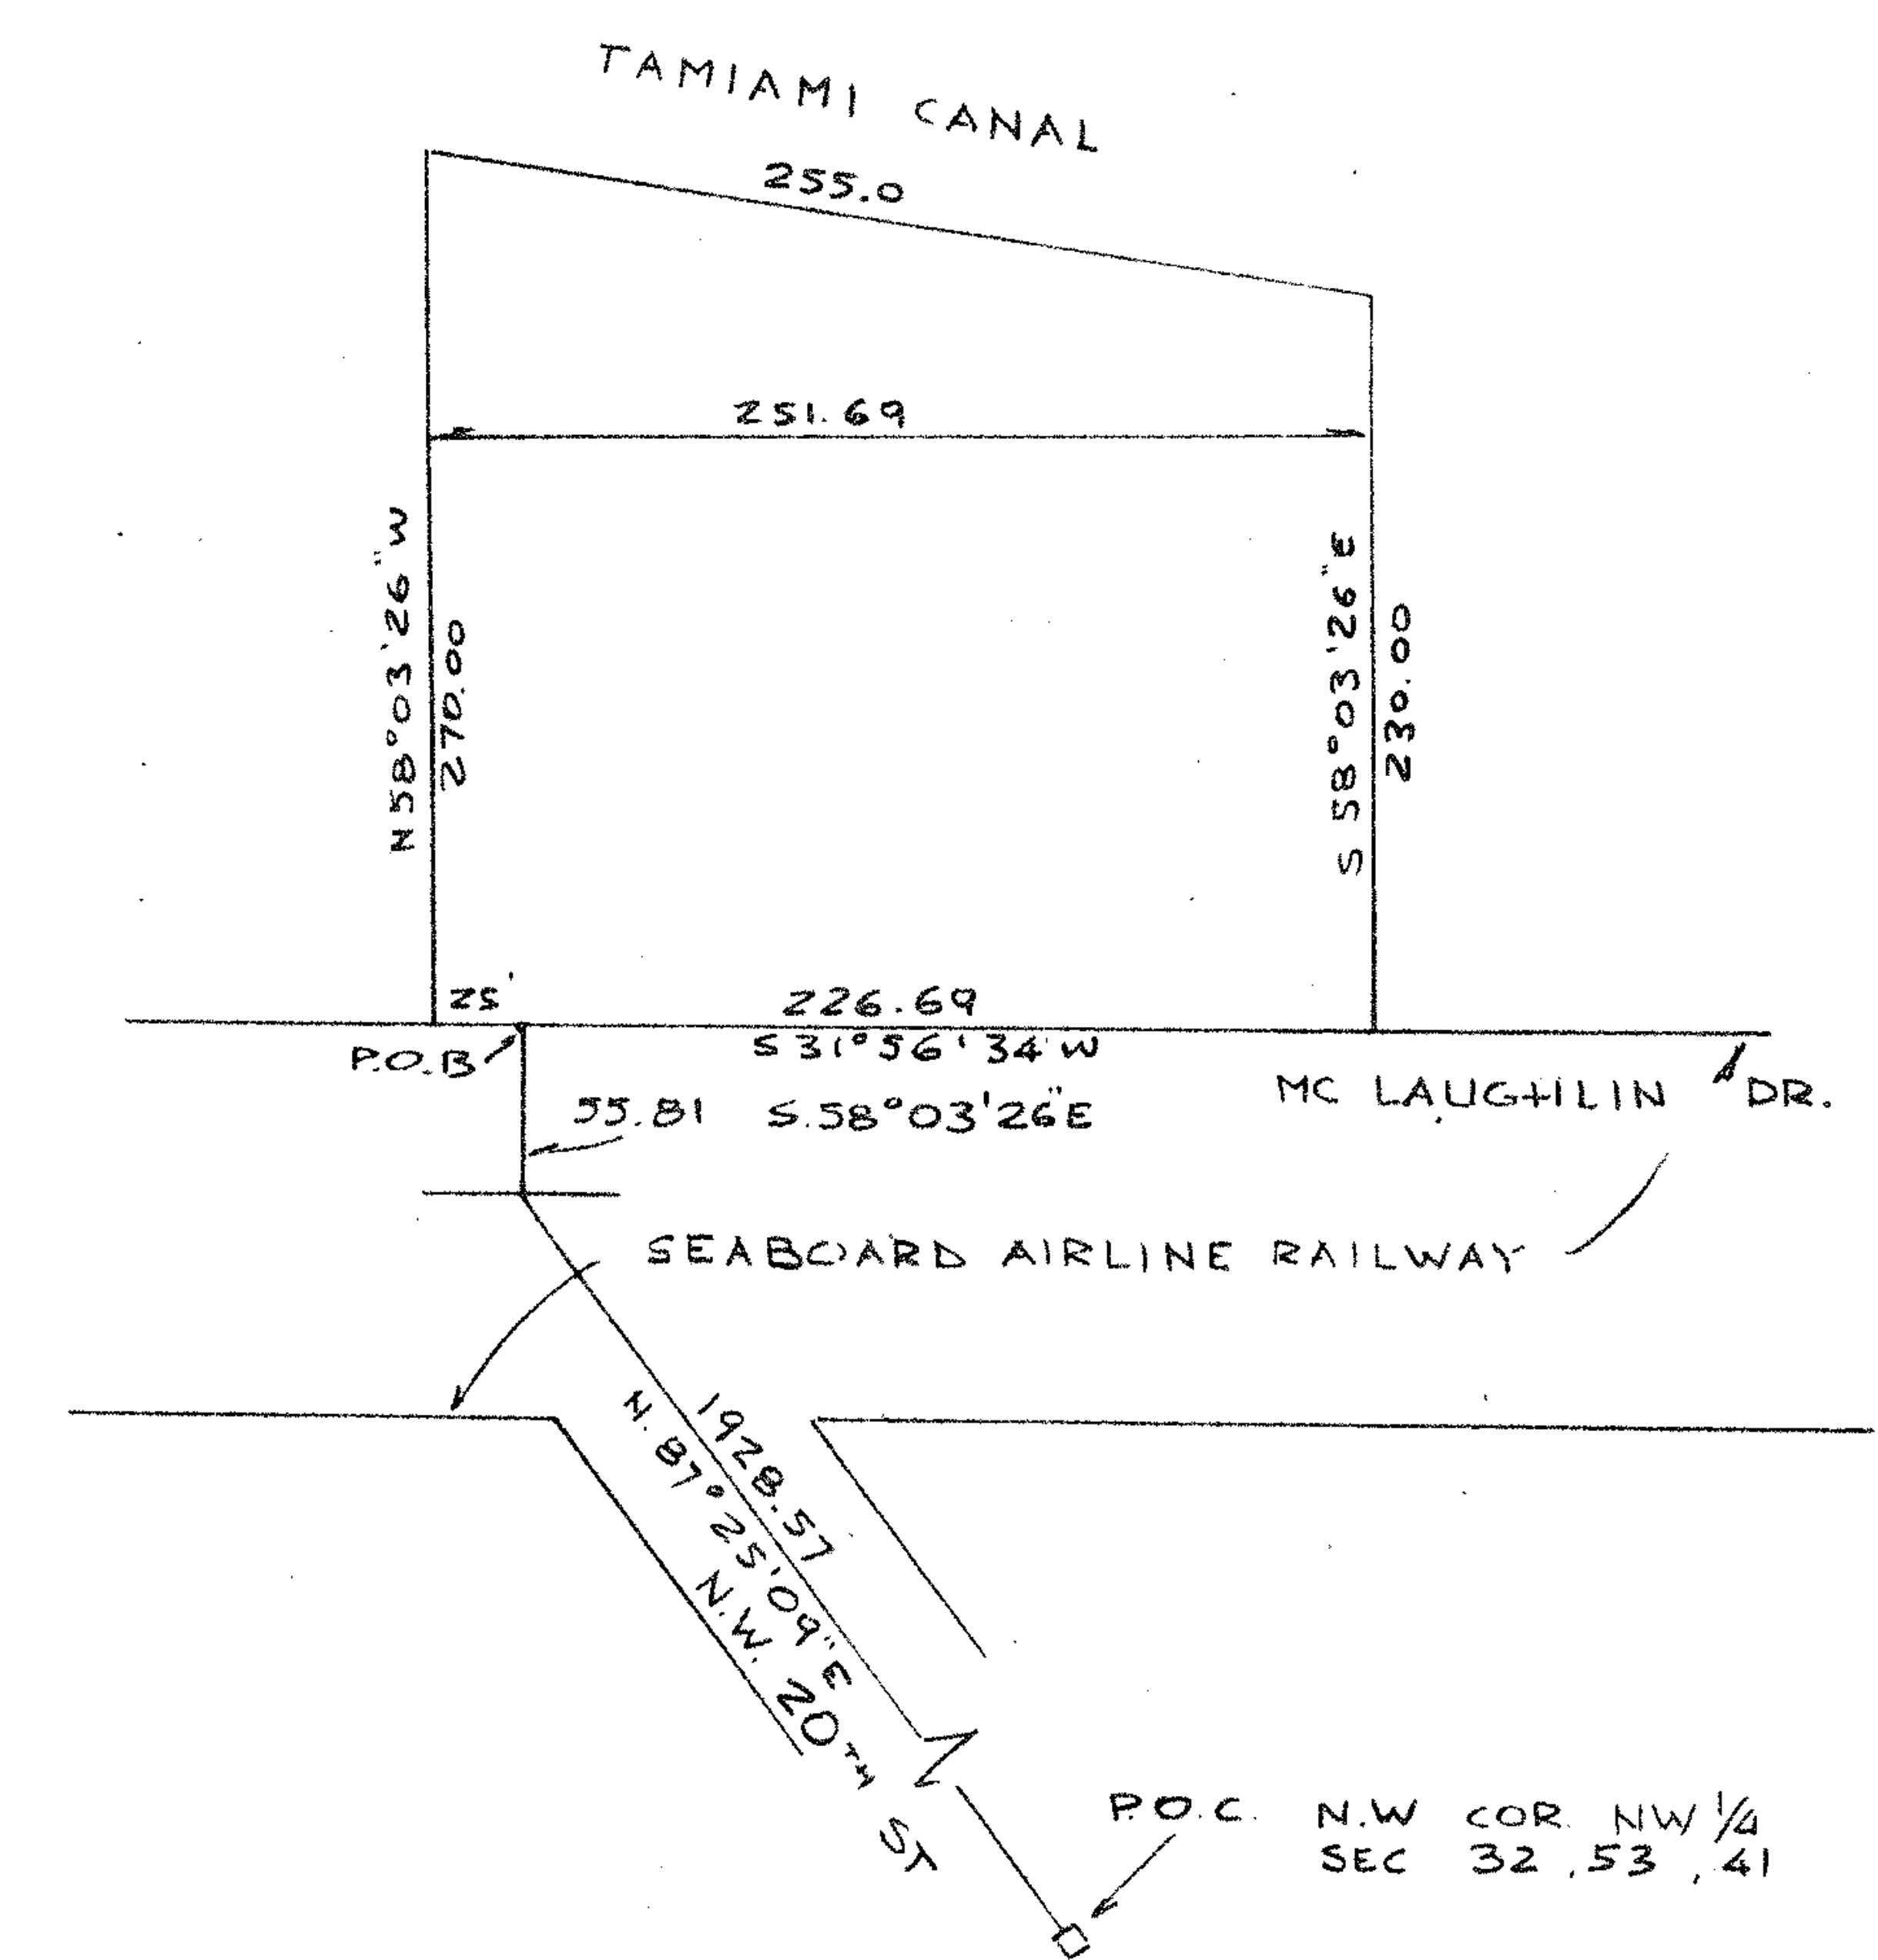 TAMIAMI CANAL
255.0
251.69
N58°03'26"W
270.00
S 58°03'26"E
230.00
25'
226.69
S31°56'34"W
P.O.B
55.81 S.58°03'26"E
MC LAUGHLIN DR.
SEABOARD AIRLINE RAILWAY
1928.57
N.87°25'09"E
N.W. 20TH ST
P.O.C. N.W COR. NW 1/4
SEC 32, 53, 41